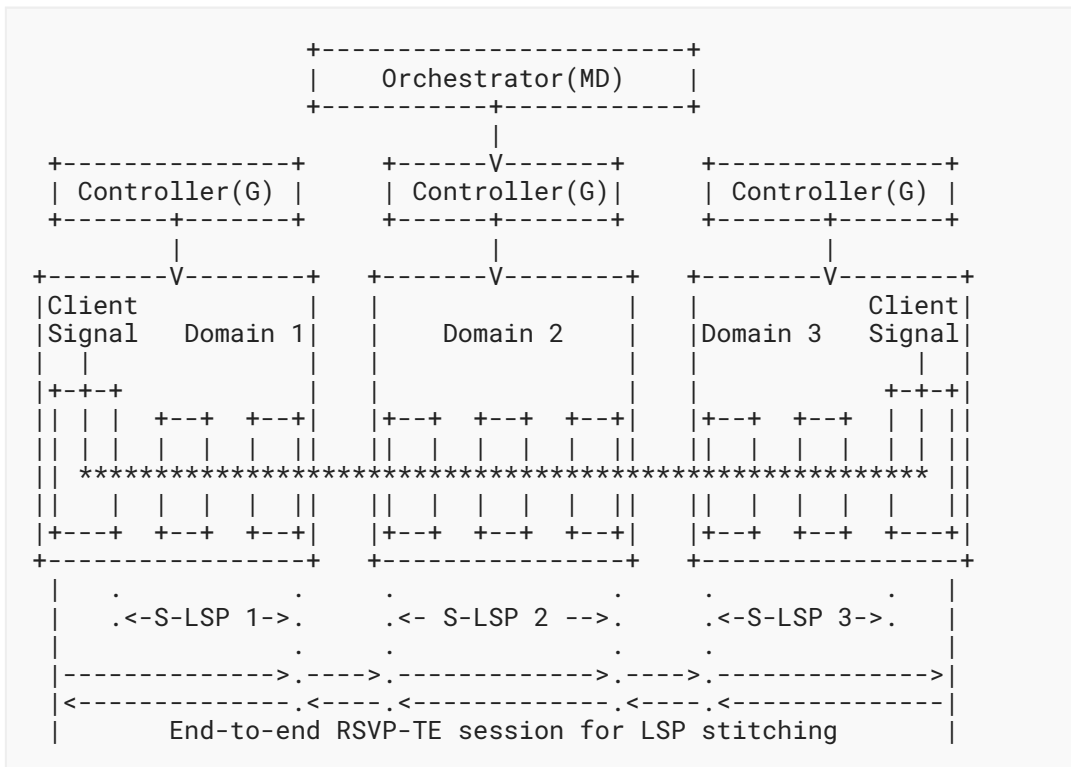 Orchestrator(MD)
Controller(G) Controller(G) Controller(G)
Client Client
Signal Domain 1 Domain 2 Domain 3 Signal
<-S-LSP 1-> <- S-LSP 2 --> <-S-LSP 3->
End-to-end RSVP-TE session for LSP stitching